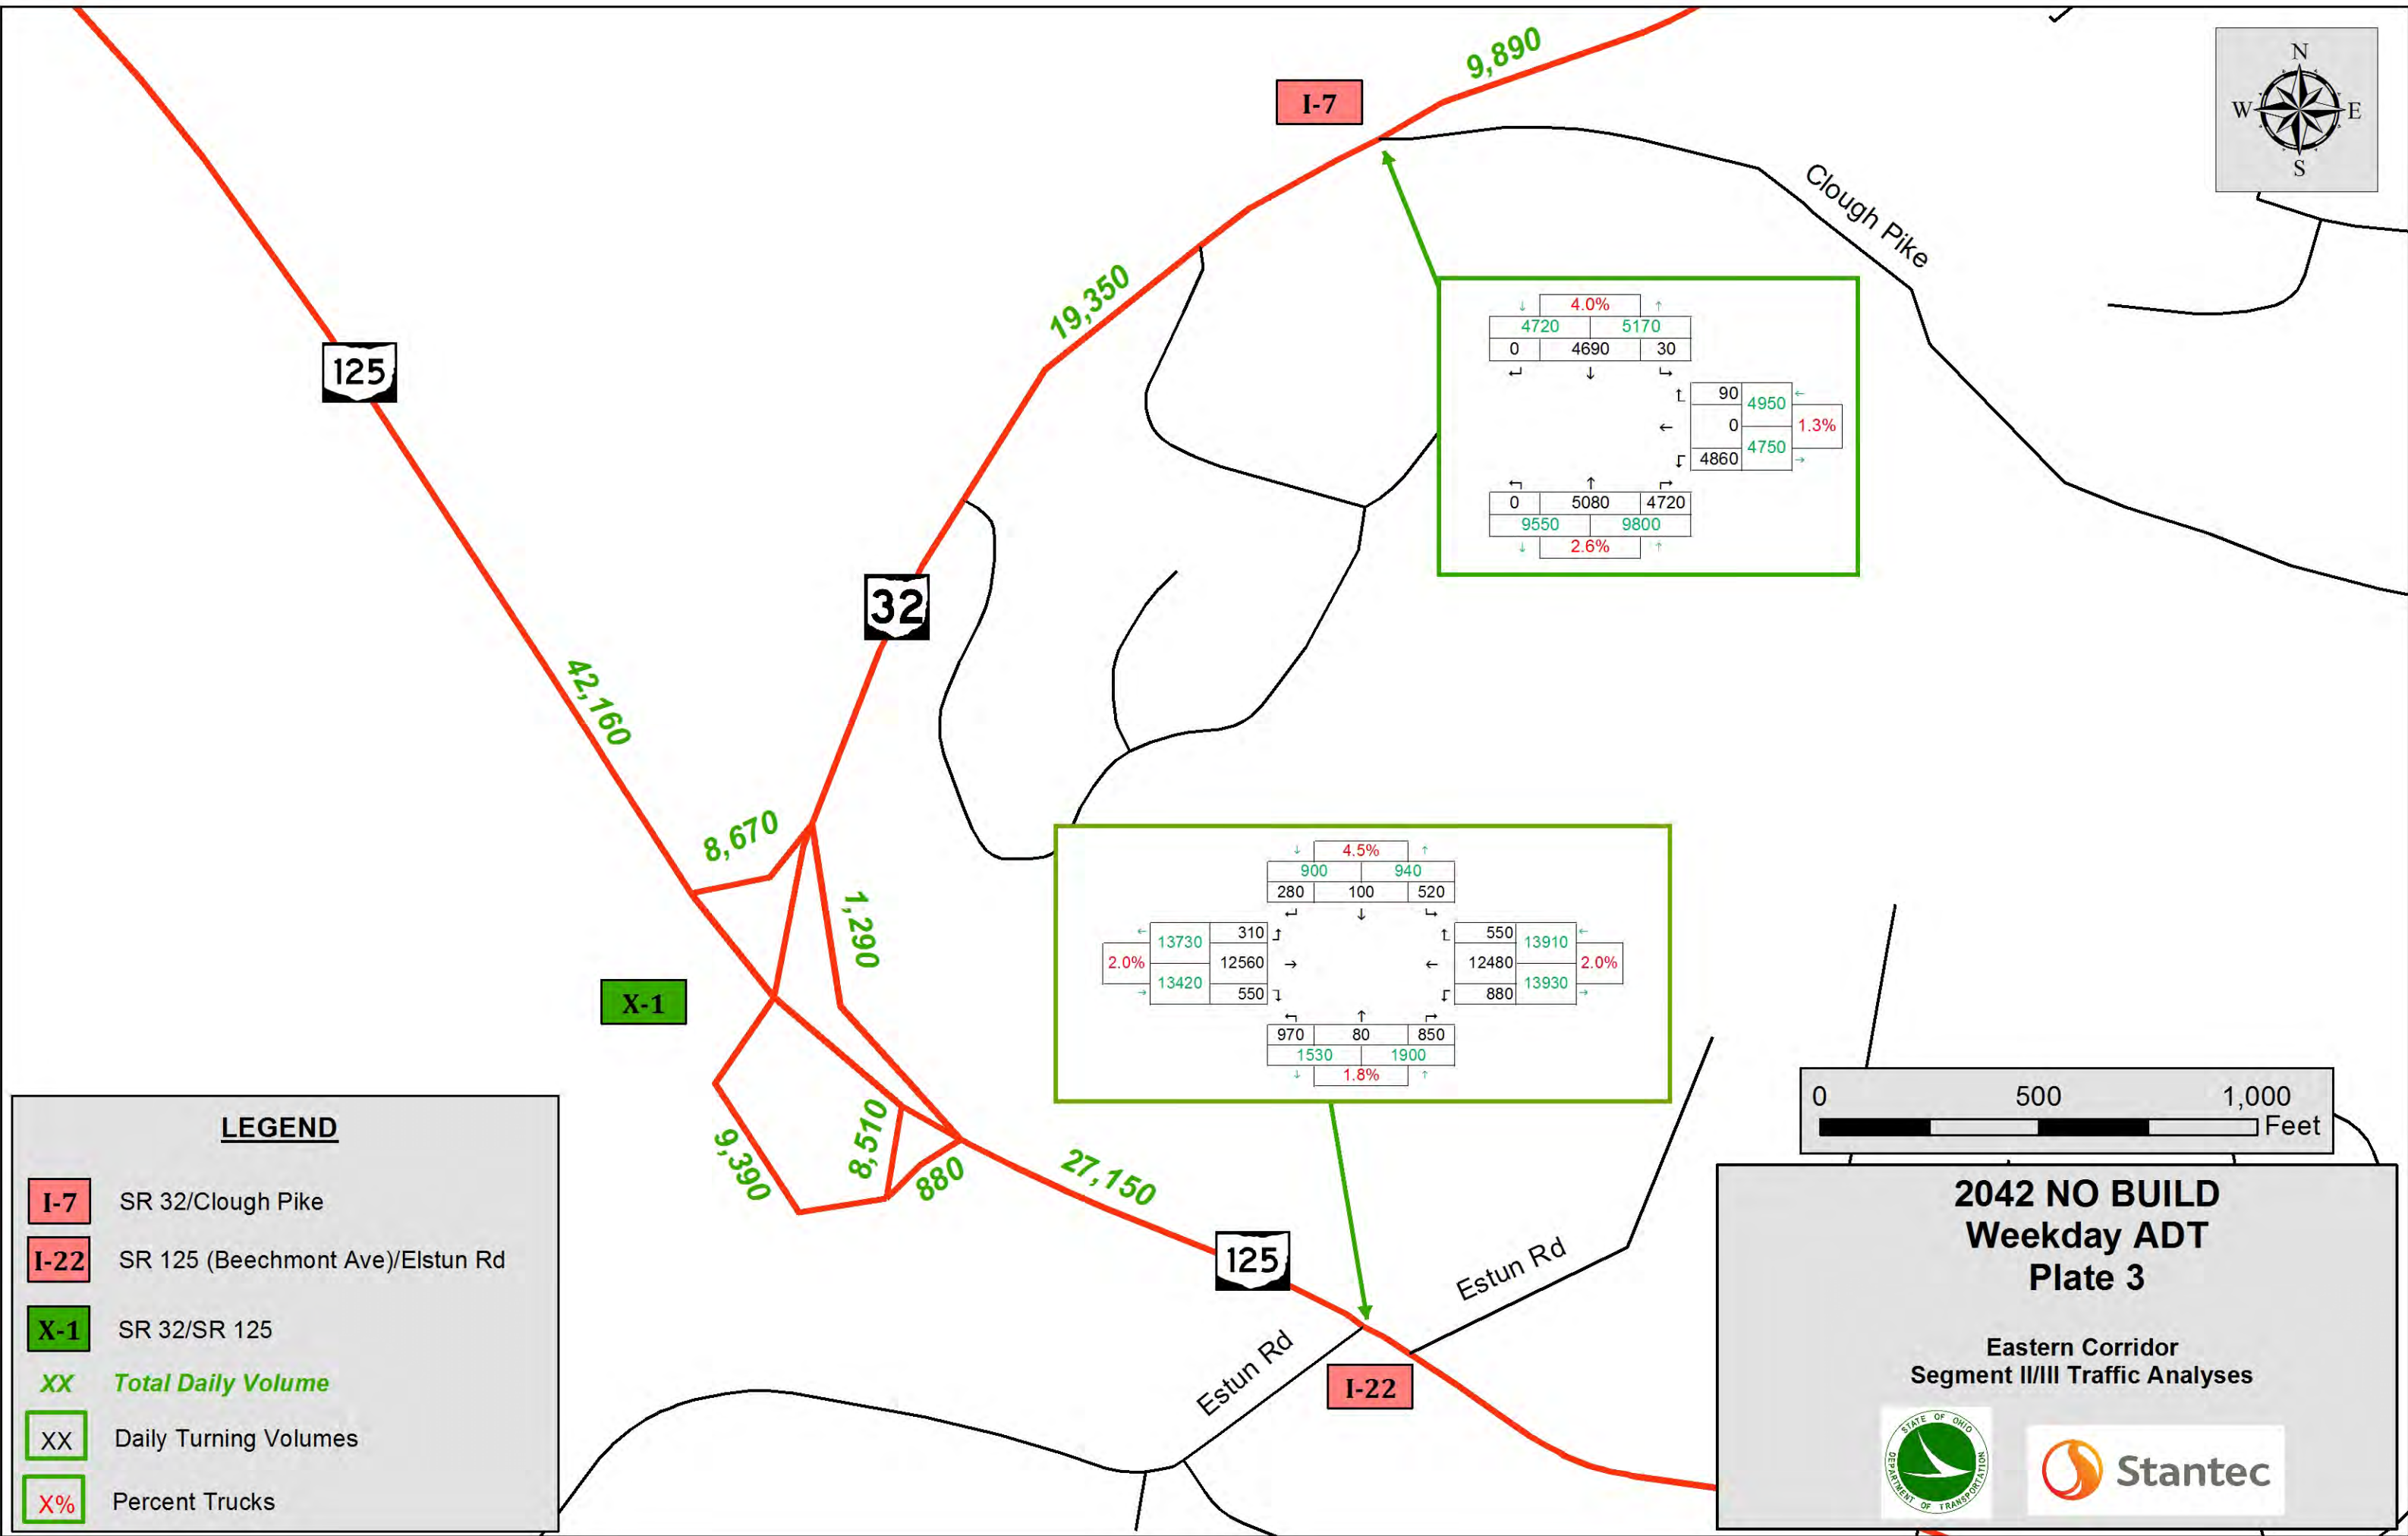 9,890
I-7
N
W E
S
Clough Pike
19,350
125
4.0%
4720 5170
0 4690 30
90 4950
0 1.3%
4860 4750
0 5080 4720
9550 9800
2.6%
32
42,160
8,670
1,290
4.5%
900 940
280 100 520
13730 310
2.0% 12560
13420 550
550 13910
12480 2.0%
880 13930
970 80 850
1530 1900
1.8%
X-1
9,390
8,510
880
27,150
125
Estun Rd
Estun Rd
I-22
0 500 1,000
Feet
LEGEND
I-7 SR 32/Clough Pike
I-22 SR 125 (Beechmont Ave)/Elstun Rd
X-1 SR 32/SR 125
XX Total Daily Volume
XX Daily Turning Volumes
X% Percent Trucks
2042 NO BUILD
Weekday ADT
Plate 3
Eastern Corridor
Segment II/III Traffic Analyses
STATE OF OHIO
DEPARTMENT OF TRANSPORTATION
Stantec